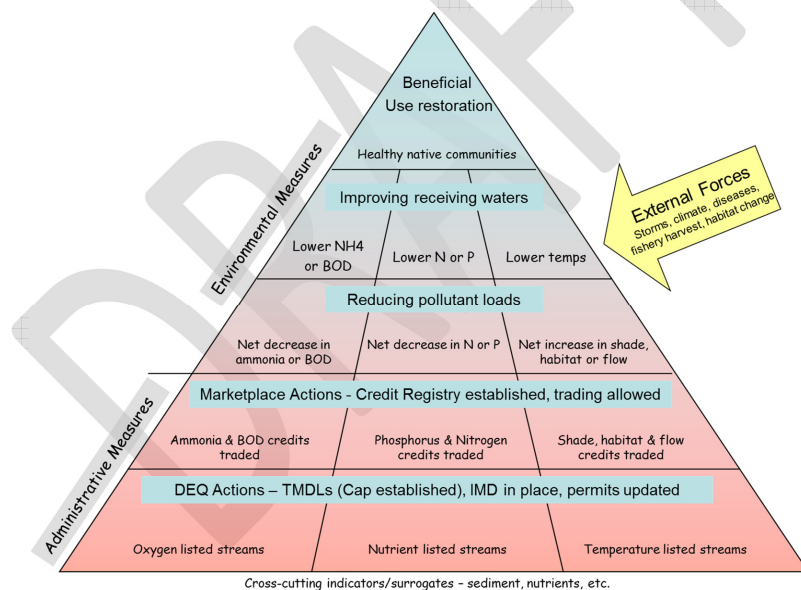 DRAFT
Beneficial
Use restoration
Healthy native communities
Environmental Measures
External Forces
Storms, climate, diseases,
fishery harvest, habitat change
Improving receiving waters
Lower NH4
or BOD
Lower N or P
Lower temps
Reducing pollutant loads
Net decrease in
ammonia or BOD
Net decrease in N or P
Net increase in shade,
habitat or flow
Administrative Measures
Marketplace Actions - Credit Registry established, trading allowed
Ammonia & BOD credits
traded
Phosphorus & Nitrogen
credits traded
Shade, habitat & flow
credits traded
DEQ Actions – TMDLs (Cap established), IMD in place, permits updated
Oxygen listed streams
Nutrient listed streams
Temperature listed streams
Cross-cutting indicators/surrogates – sediment, nutrients, etc.